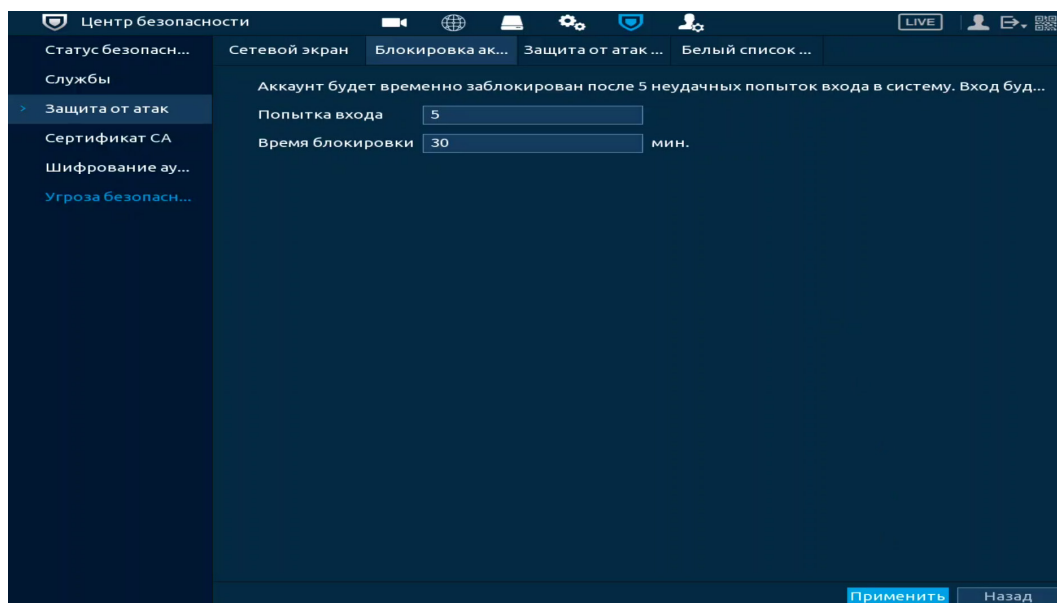 Центр безопасности LIVE
Статус безопасн...
Службы
Защита от атак
Сертификат CA
Шифрование ау...
Угроза безопасн...
Сетевой экран Блокировка ак... Защита от атак ... Белый список ...
Аккаунт будет временно заблокирован после 5 неудачных попыток входа в систему. Вход буд...
Попытка входа 5
Время блокировки 30 мин.
Применить Назад